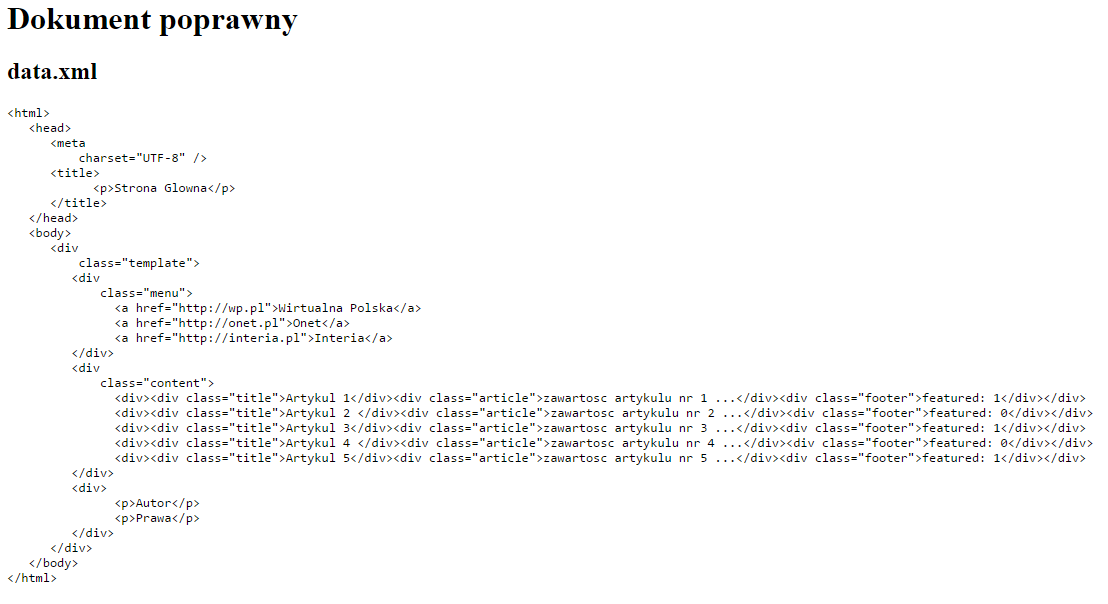 Dokument poprawny
data.xml
<html>
<head>
<meta
charset="UTF-8" />
<title>
<p>Strona Glowna</p>
</title>
</head>
<body>
<div
class="template">
<div
class="menu">
<a href="http://wp.pl">Wirtualna Polska</a>
<a href="http://onet.pl">Onet</a>
<a href="http://interia.pl">Interia</a>
</div>
<div
class="content">
<div><div class="title">Artykul 1</div><div class="article">zawartosc artykulu nr 1 ...</div><div class="footer">featured: 1</div></div>
<div><div class="title">Artykul 2 </div><div class="article">zawartosc artykulu nr 2 ...</div><div class="footer">featured: 0</div></div>
<div><div class="title">Artykul 3</div><div class="article">zawartosc artykulu nr 3 ...</div><div class="footer">featured: 1</div></div>
<div><div class="title">Artykul 4 </div><div class="article">zawartosc artykulu nr 4 ...</div><div class="footer">featured: 0</div></div>
<div><div class="title">Artykul 5</div><div class="article">zawartosc artykulu nr 5 ...</div><div class="footer">featured: 1</div></div>
</div>
<div>
<p>Autor</p>
<p>Prawa</p>
</div>
</div>
</body>
</html>